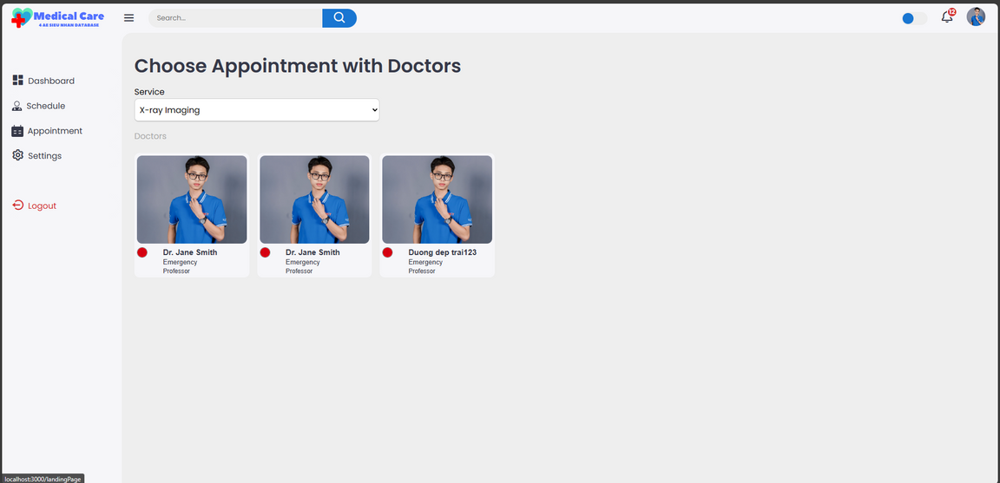 Medical Care
4 AE SIEU NHAN DATABASE
Search...
12
Dashboard
Schedule
Appointment
Settings
Logout
Choose Appointment with Doctors
Service
X-ray Imaging
Doctors
Dr. Jane Smith
Emergency
Professor
Dr. Jane Smith
Emergency
Professor
Duong dep trai123
Emergency
Professor
localhost:3000/landingPage